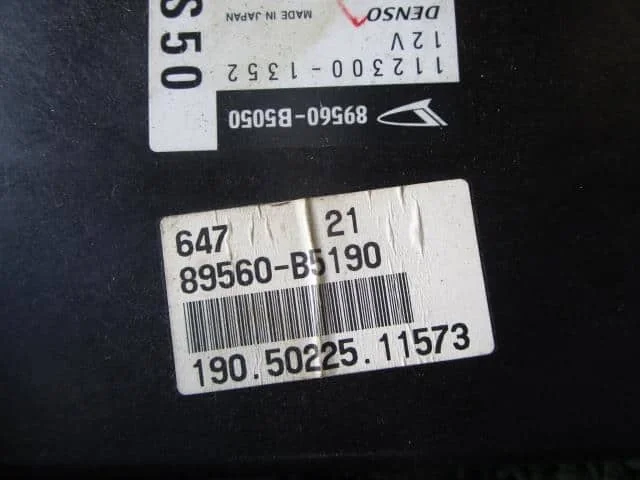 S50
MADE IN JAPAN
DENSO
12V
112300-1352
89560-B5050
647 21
89560-B5190
190.50225.11573